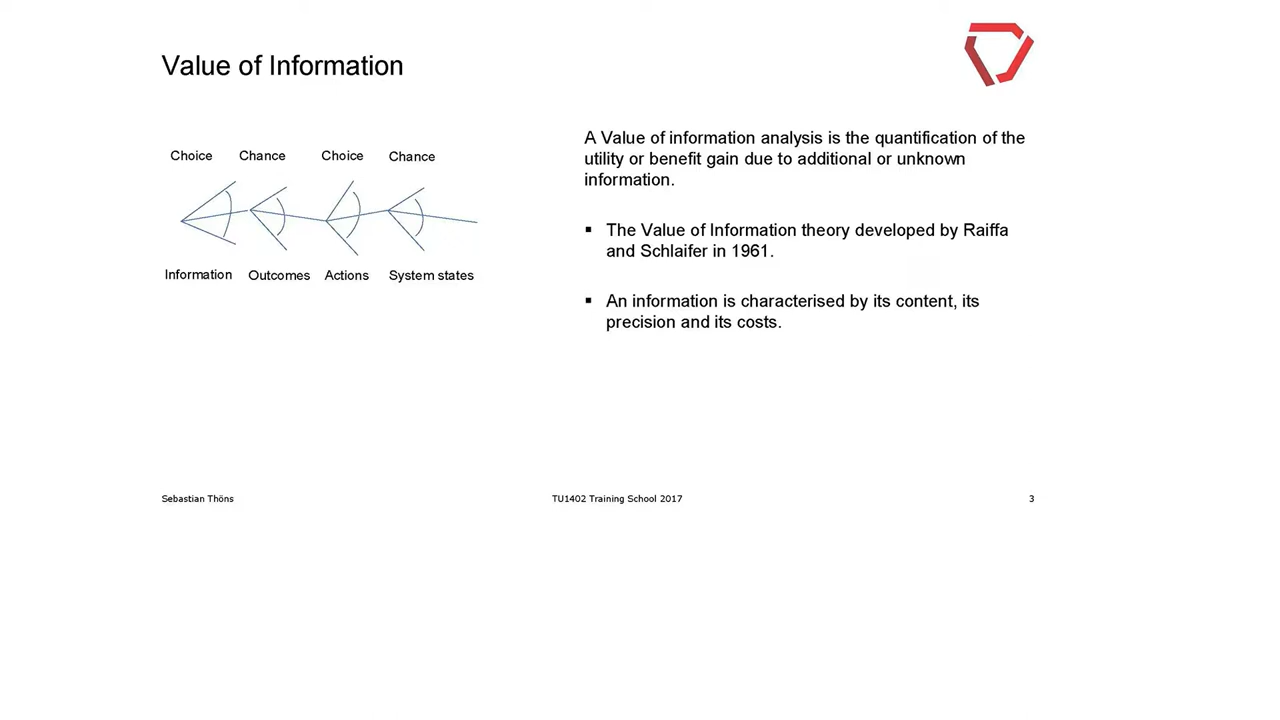 Value of Information
Choice Chance Choice Chance
Information Outcomes Actions System states
A Value of information analysis is the quantification of the
utility or benefit gain due to additional or unknown
information.
▪ The Value of Information theory developed by Raiffa
and Schlaifer in 1961.
▪ An information is characterised by its content, its
precision and its costs.
Sebastian Thöns TU1402 Training School 2017 3